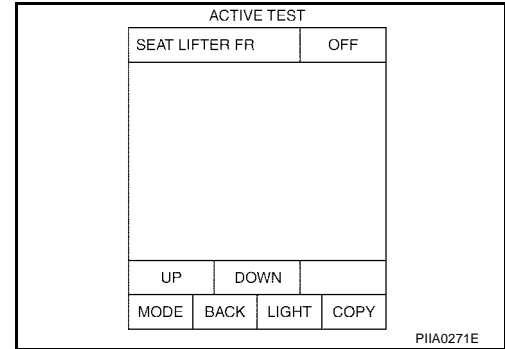 ACTIVE TEST
SEAT LIFTER FR OFF
UP DOWN
MODE BACK LIGHT COPY
PIIA0271E